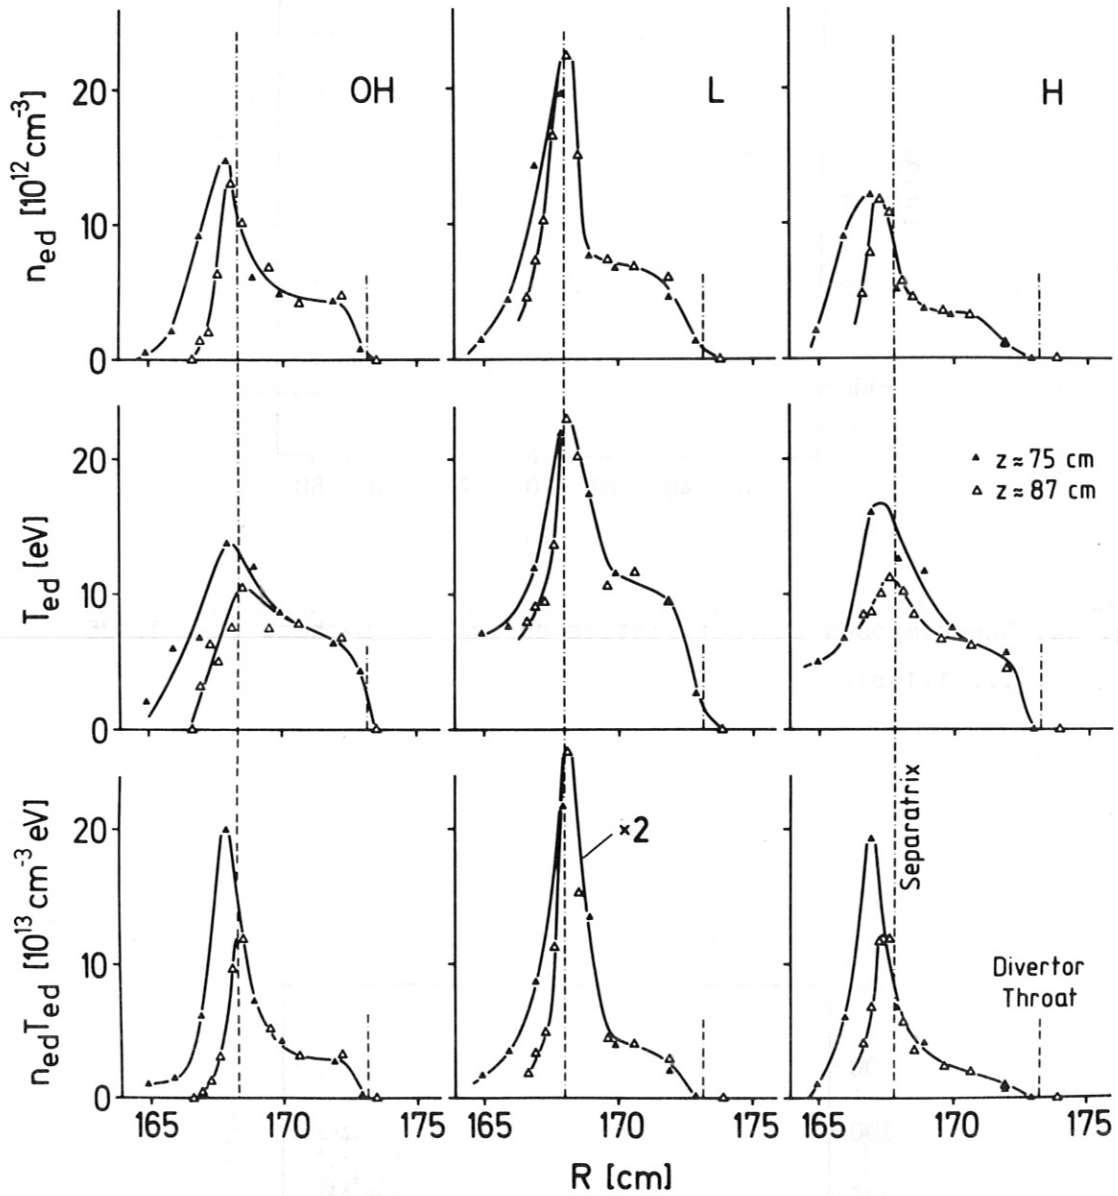 OH
L
H
n_ed [10^12 cm^-3]
20
10
0
T_ed [eV]
20
10
0
▲ z ≈ 75 cm
△ z ≈ 87 cm
n_ed T_ed [10^13 cm^-3 eV]
20
10
0
×2
Separatrix
Divertor
Throat
165 170 175 165 170 175 165 170 175
R [cm]